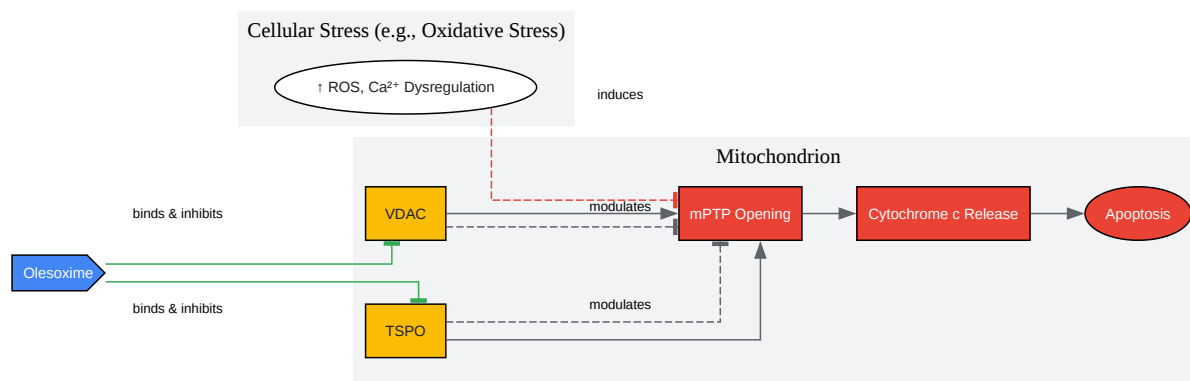 Cellular Stress (e.g., Oxidative Stress)
↑ ROS, Ca²⁺ Dysregulation
induces
Mitochondrion
binds & inhibits
VDAC
modulates
mPTP Opening
Cytochrome c Release
Apoptosis
Olesoxime
binds & inhibits
TSPO
modulates